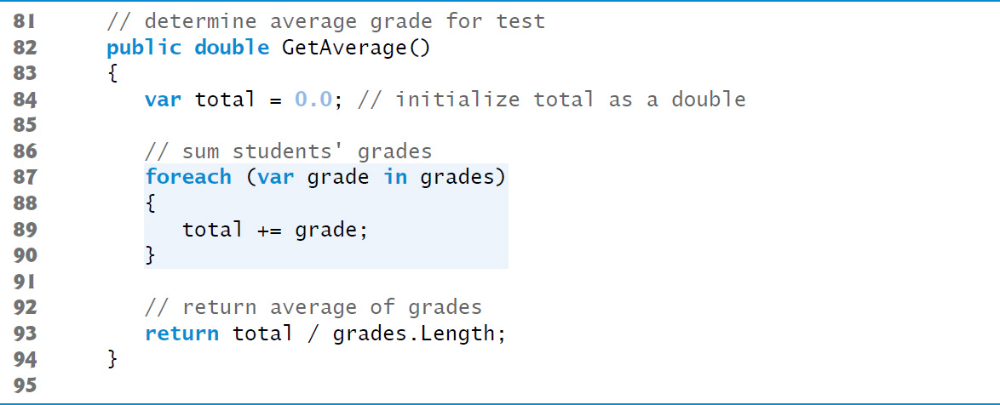 81 // determine average grade for test
82 public double GetAverage()
83 {
84 var total = 0.0; // initialize total as a double
85
86 // sum students' grades
87 foreach (var grade in grades)
88 {
89 total += grade;
90 }
91
92 // return average of grades
93 return total / grades.Length;
94 }
95